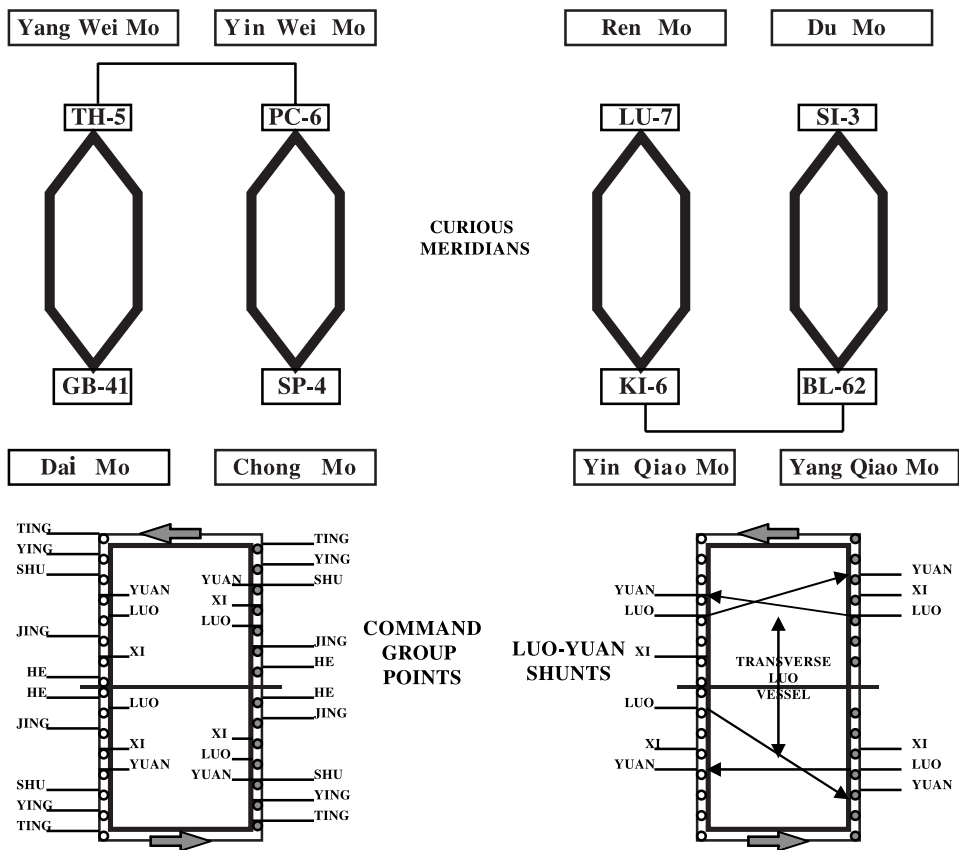 Yang Wei Mo
Yin Wei Mo
Ren Mo
Du Mo
TH-5
PC-6
LU-7
SI-3
CURIOUS
MERIDIANS
GB-41
SP-4
KI-6
BL-62
Dai Mo
Chong Mo
Yin Qiao Mo
Yang Qiao Mo
TING
YING
SHU
YUAN
LUO
JING
XI
HE
HE
LUO
JING
XI
YUAN
SHU
YING
TING
TING
YING
YUAN
SHU
XI
LUO
JING
HE
HE
JING
XI
LUO
YUAN
SHU
YING
TING
COMMAND
GROUP
POINTS
LUO-YUAN
SHUNTS
YUAN
LUO
XI
LUO
XI
YUAN
TRANSVERSE
LUO
VESSEL
YUAN
XI
LUO
XI
LUO
YUAN